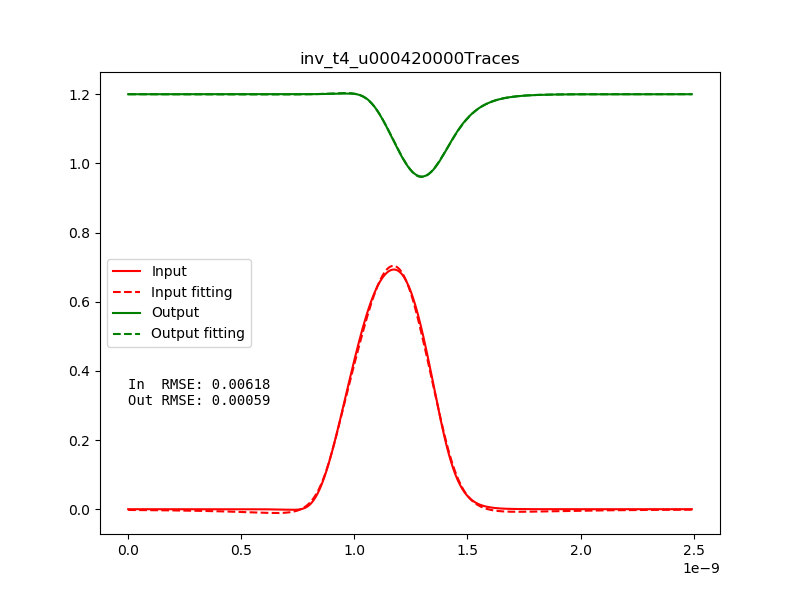 inv_t4_u000420000Traces
1.2
1.0
0.8
0.6
0.4
0.2
0.0
Input
Input fitting
Output
Output fitting
In  RMSE: 0.00618
Out RMSE: 0.00059
0.0 0.5 1.0 1.5 2.0 2.5
1e−9